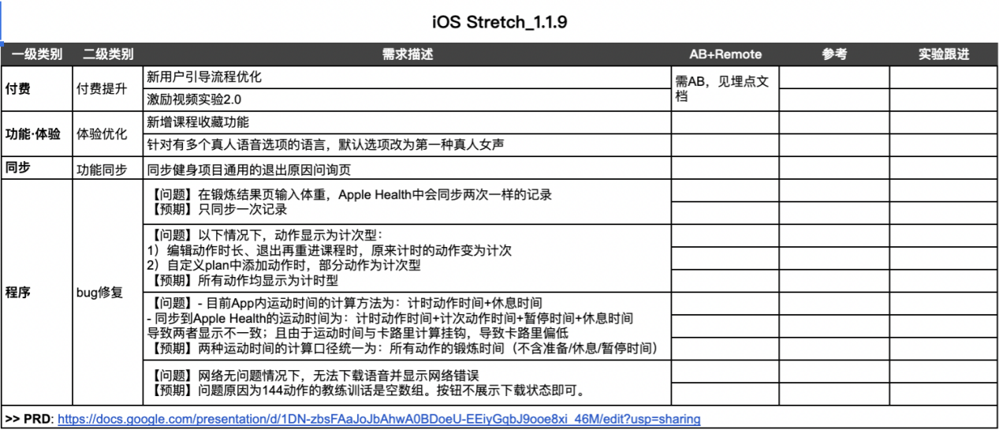 iOS Stretch_1.1.9
一级类别 二级类别 需求描述 AB+Remote 参考 实验跟进
付费 付费提升 新用户引导流程优化 需AB，见埋点文
档
激励视频实验2.0
功能·体验 体验优化 新增课程收藏功能
针对有多个真人语音选项的语言，默认选项改为第一种真人女声
同步 功能同步 同步健身项目通用的退出原因问询页
程序 bug修复
【问题】在锻炼结果页输入体重，Apple Health中会同步两次一样的记录
【预期】只同步一次记录
【问题】以下情况下，动作显示为计次型：
1）编辑动作时长、退出再重进课程时，原来计时的动作变为计次
2）自定义plan中添加动作时，部分动作为计次型
【预期】所有动作均显示为计时型
【问题】- 目前App内运动时间的计算方法为：计时动作时间+休息时间
- 同步到Apple Health的运动时间为：计时动作时间+计次动作时间+暂停时间+休息时间
导致两者显示不一致；且由于运动时间与卡路里计算挂钩，导致卡路里偏低
【预期】两种运动时间的计算口径统一为：所有动作的锻炼时间（不含准备/休息/暂停时间）
【问题】网络无问题情况下，无法下载语音并显示网络错误
【预期】问题原因为144动作的教练训话是空数组。按钮不展示下载状态即可。
>> PRD: https://docs.google.com/presentation/d/1DN-zbsFAaJoJbAhwA0BDoeU-EEiyGqbJ9ooe8xi_46M/edit?usp=sharing